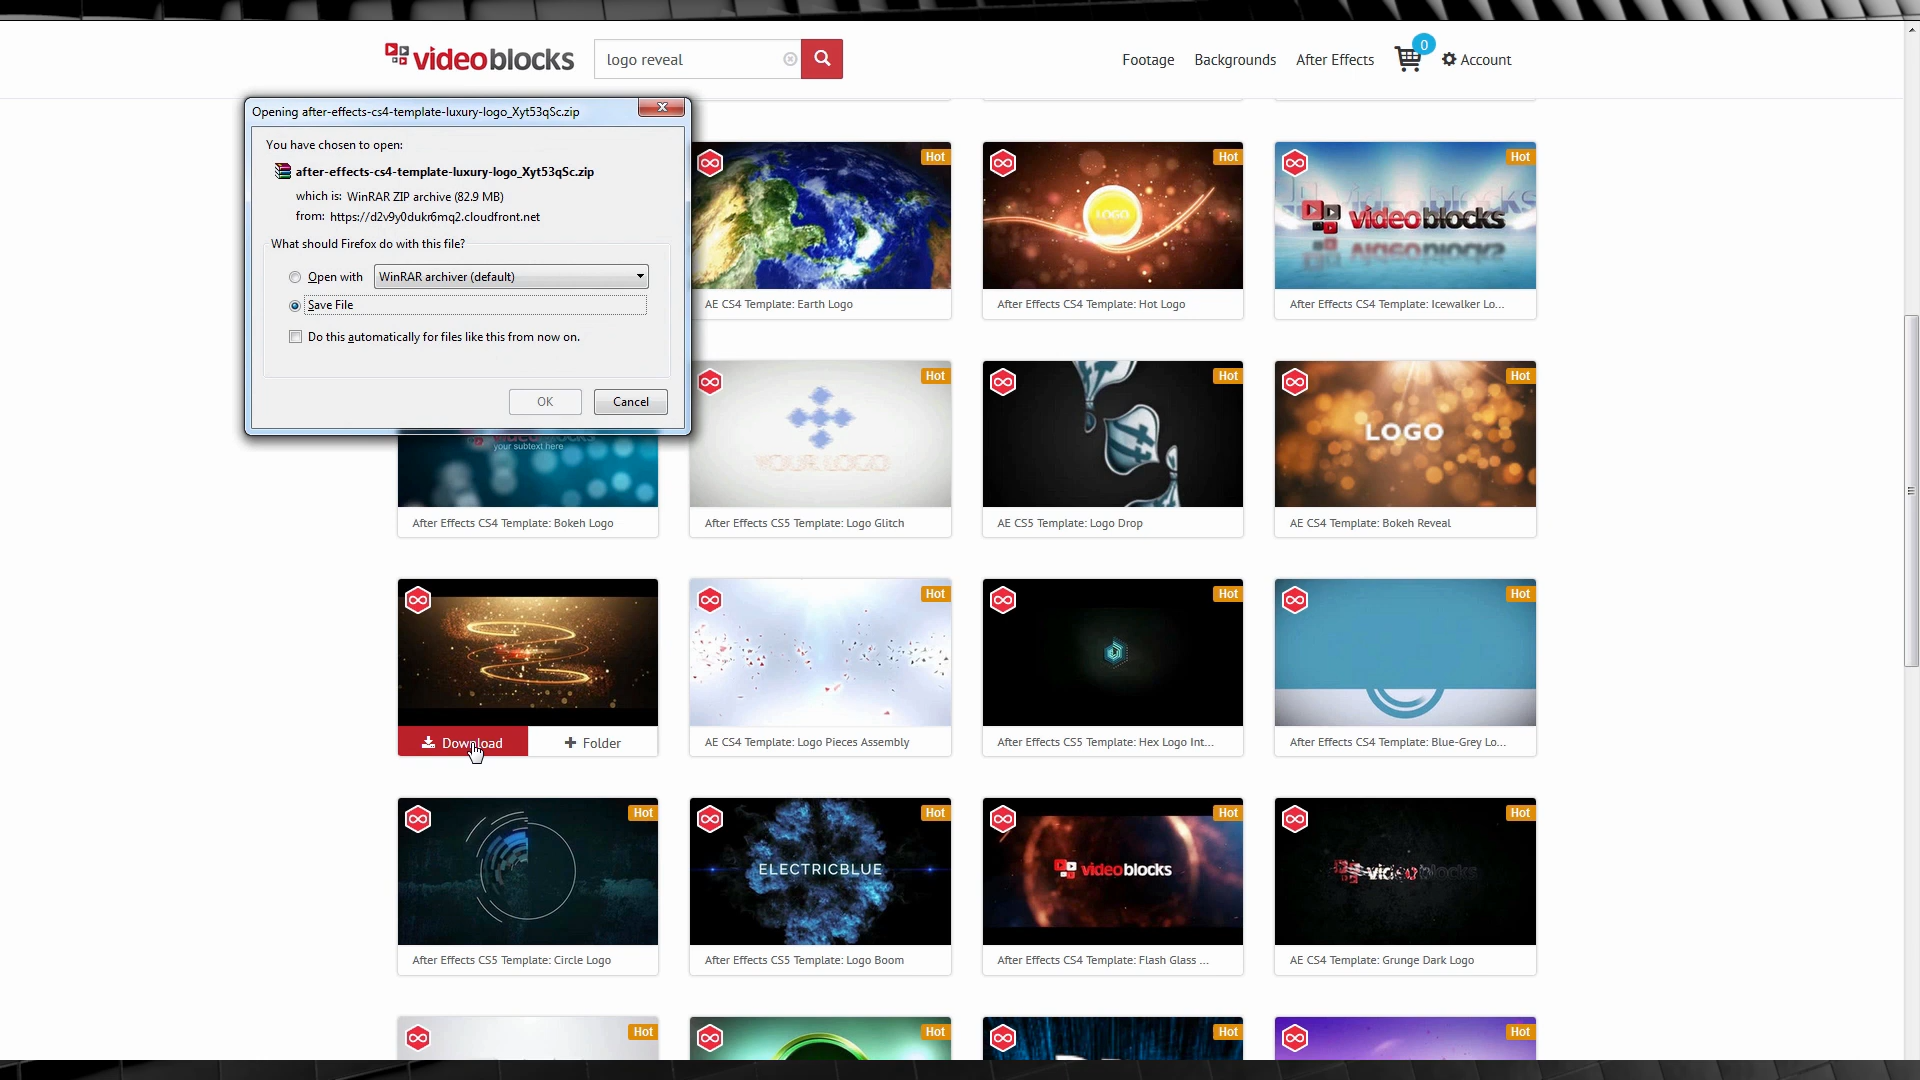 videoblocks
logo reveal
Footage
Backgrounds
After Effects
0
Account
Opening after-effects-cs4-template-luxury-logo_Xyt53qSc.zip
You have chosen to open:
after-effects-cs4-template-luxury-logo_Xyt53qSc.zip
which is: WinRAR ZIP archive (82.9 MB)
from: https://d2v9y0dukr6mq2.cloudfront.net
What should Firefox do with this file?
Open with
WinRAR archiver (default)
Save File
Do this automatically for files like this from now on.
OK
Cancel
Hot
LOGO
Hot
videoblocks
Hot
AE CS4 Template: Earth Logo
After Effects CS4 Template: Hot Logo
After Effects CS4 Template: Icewalker Lo...
your subtext here
Hot
YOUR LOGO
Hot
LOGO
Hot
After Effects CS4 Template: Bokeh Logo
After Effects CS5 Template: Logo Glitch
AE CS5 Template: Logo Drop
AE CS4 Template: Bokeh Reveal
Hot
Hot
Hot
Download
Folder
AE CS4 Template: Logo Pieces Assembly
After Effects CS5 Template: Hex Logo Int...
After Effects CS4 Template: Blue-Grey Lo...
Hot
ELECTRICBLUE
Hot
videoblocks
Hot
videoblocks
Hot
After Effects CS5 Template: Circle Logo
After Effects CS5 Template: Logo Boom
After Effects CS4 Template: Flash Glass ...
AE CS4 Template: Grunge Dark Logo
Hot
Hot
Hot
Hot